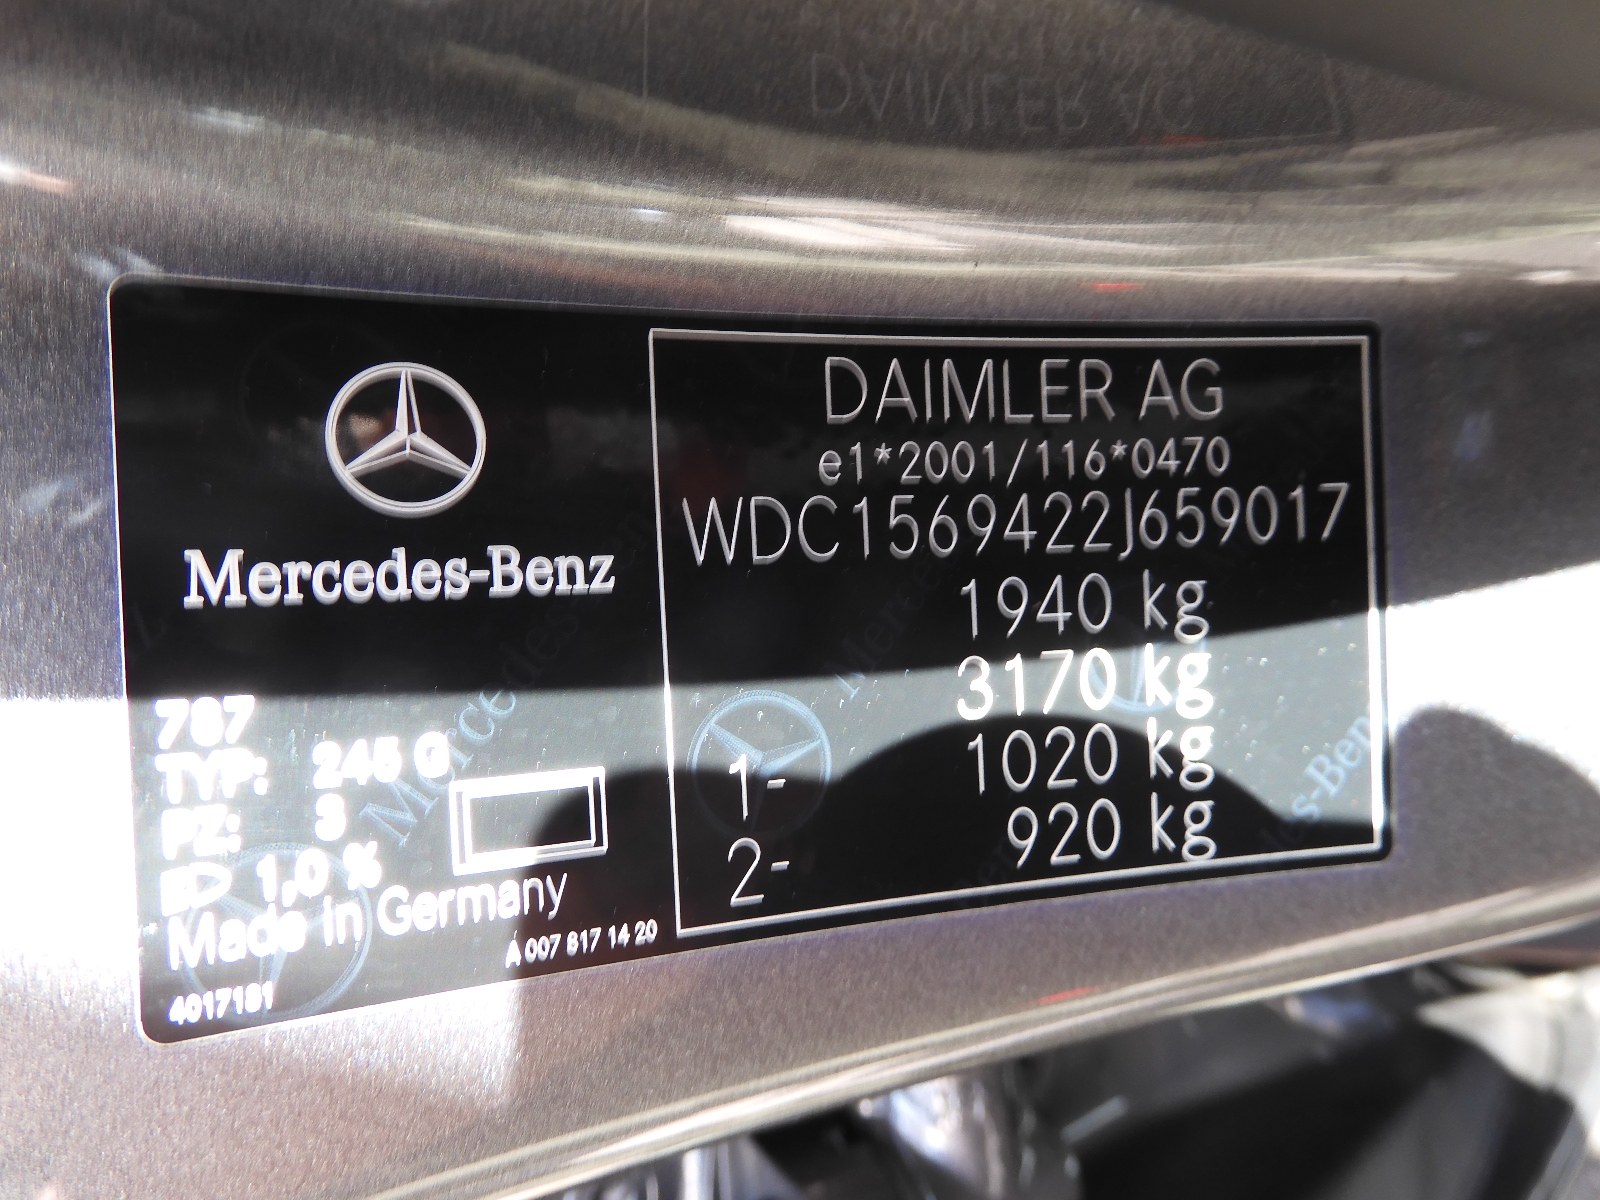 Mercedes-Benz
787
TYP: 245 G
PZ: 3
1,0 %
Made in Germany
A 007 817 14 20
4017181
DAIMLER AG
e1*2001/116*0470
WDC1569422J659017
1940 kg
3170 kg
1- 1020 kg
2- 920 kg